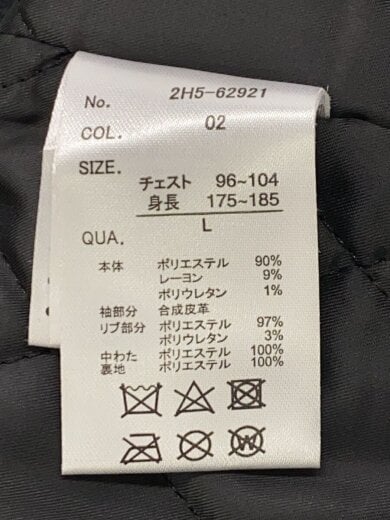 No. 2H5-62921
COL. 02
SIZE.
チェスト 96~104
身長 175~185
L
QUA.
本体 ポリエステル 90%
レーヨン 9%
ポリウレタン 1%
袖部分 合成皮革
リブ部分 ポリエステル 97%
ポリウレタン 3%
中わた ポリエステル 100%
裏地 ポリエステル 100%
W